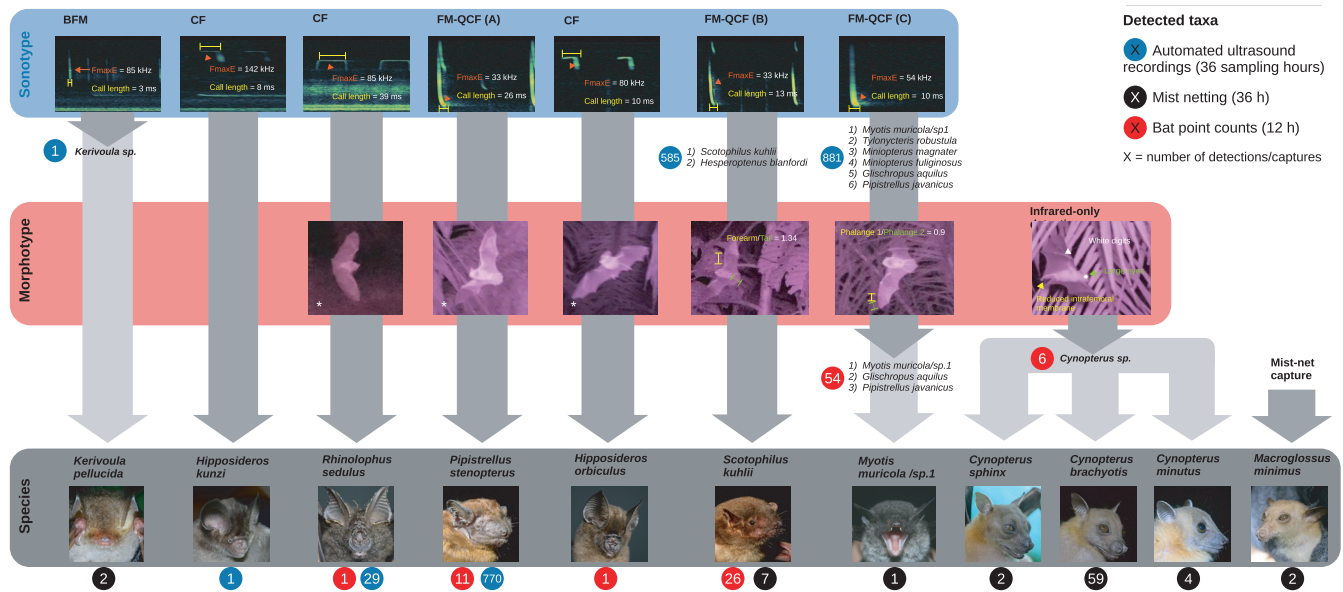 BFM
CF
CF
FM-QCF (A)
CF
FM-QCF (B)
FM-QCF (C)
Sonotype
FmaxE = 85 kHz
Call length = 3 ms
FmaxE = 142 kHz
Call length = 8 ms
FmaxE = 85 kHz
Call length = 39 ms
FmaxE = 33 kHz
Call length = 26 ms
FmaxE = 80 kHz
Call length = 10 ms
FmaxE = 33 kHz
Call length = 13 ms
FmaxE = 54 kHz
Call length = 10 ms
Detected taxa
X Automated ultrasound
recordings (36 sampling hours)
X Mist netting (36 h)
X Bat point counts (12 h)
X = number of detections/captures
1 Kerivoula sp.
585
1) Scotophilus kuhlii
2) Hesperoptenus blanfordi
881
1) Myotis muricola/sp1
2) Tylonycteris robustula
3) Miniopterus magnater
4) Miniopterus fuliginosus
5) Glischropus aquilus
6) Pipistrellus javanicus
Morphotype
*
*
*
Forearm/ = 1.34
Phalange 1/Phalange 2 = 0.9
Infrared-only
White digits
Reduced intrafemoral
membrane
54
1) Myotis muricola/sp.1
2) Glischropus aquilus
3) Pipistrellus javanicus
6 Cynopterus sp.
Mist-net
capture
Species
Kerivoula
pellucida
Hipposideros
kunzi
Rhinolophus
sedulus
Pipistrellus
stenopterus
Hipposideros
orbiculus
Scotophilus
kuhlii
Myotis
muricola /sp.1
Cynopterus
sphinx
Cynopterus
brachyotis
Cynopterus
minutus
Macroglossus
minimus
2
1
1 29
11 770
1
26 7
1
2
59
4
2